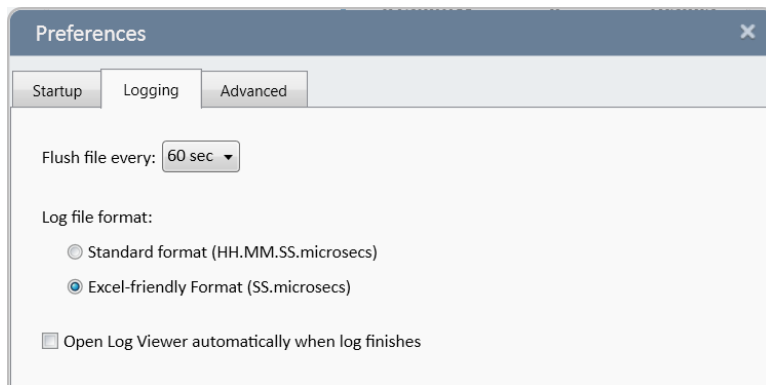 Preferences
Startup Logging Advanced
Flush file every: 60 sec
Log file format:
Standard format (HH.MM.SS.microsecs)
Excel-friendly Format (SS.microsecs)
Open Log Viewer automatically when log finishes